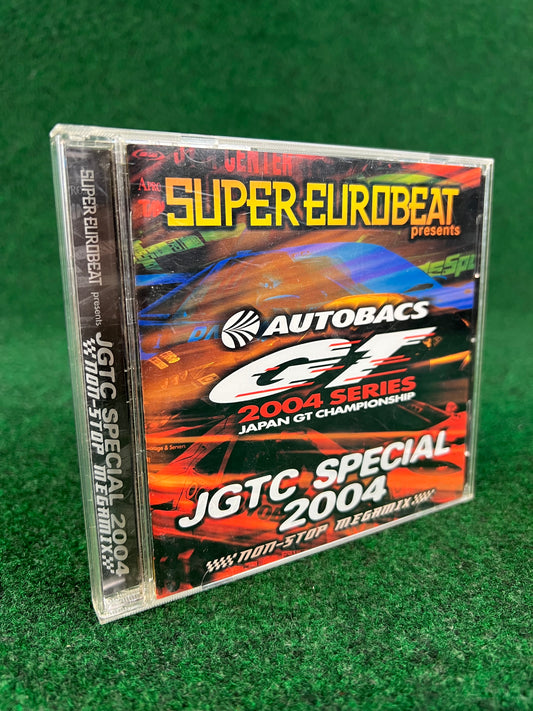 SUPER EUROBEAT presents JGTC SPECIAL 2004
NON-STOP MEGAMIX
CENTER
SUPER EUROBEAT
presents
AUTOBACS
GT
2004 SERIES
JAPAN GT CHAMPIONSHIP
JGTC SPECIAL
2004
NON-STOP MEGAMIX